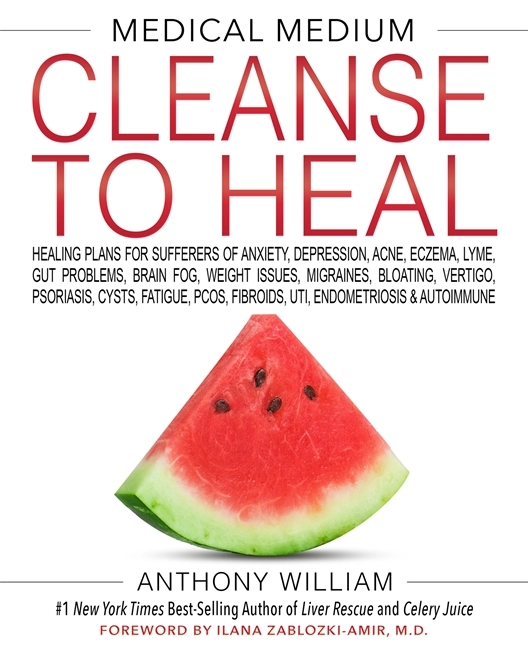 MEDICAL MEDIUM
CLEANSE
TO HEAL
HEALING PLANS FOR SUFFERERS OF ANXIETY, DEPRESSION, ACNE, ECZEMA, LYME,
GUT PROBLEMS, BRAIN FOG, WEIGHT ISSUES, MIGRAINES, BLOATING, VERTIGO,
PSORIASIS, CYSTS, FATIGUE, PCOS, FIBROIDS, UTI, ENDOMETRIOSIS & AUTOIMMUNE
ANTHONY WILLIAM
#1 New York Times Best-Selling Author of Liver Rescue and Celery Juice
FOREWORD BY ILANA ZABLOZKI-AMIR, M.D.